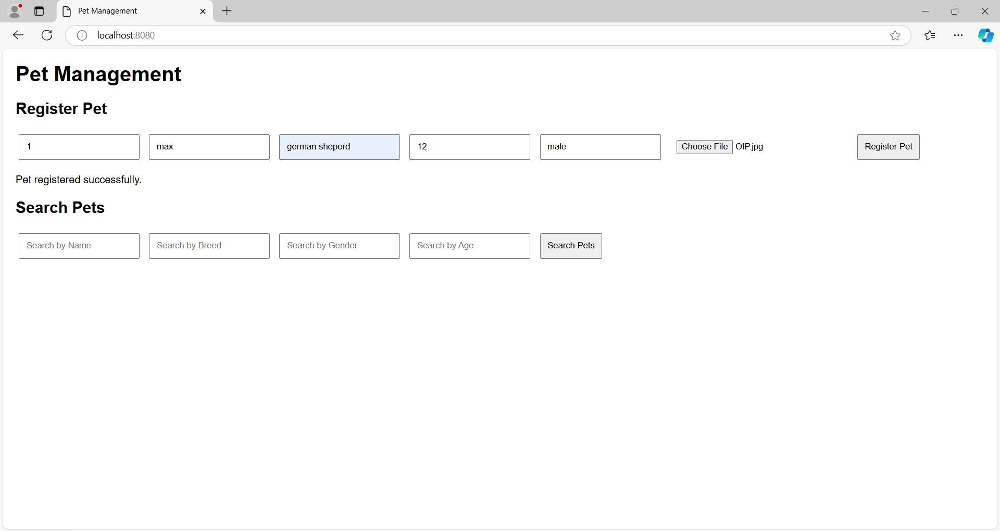 Pet Management
localhost:8080
Pet Management
Register Pet
1 max german sheperd 12 male Choose File OIP.jpg Register Pet
Pet registered successfully.
Search Pets
Search by Name Search by Breed Search by Gender Search by Age Search Pets